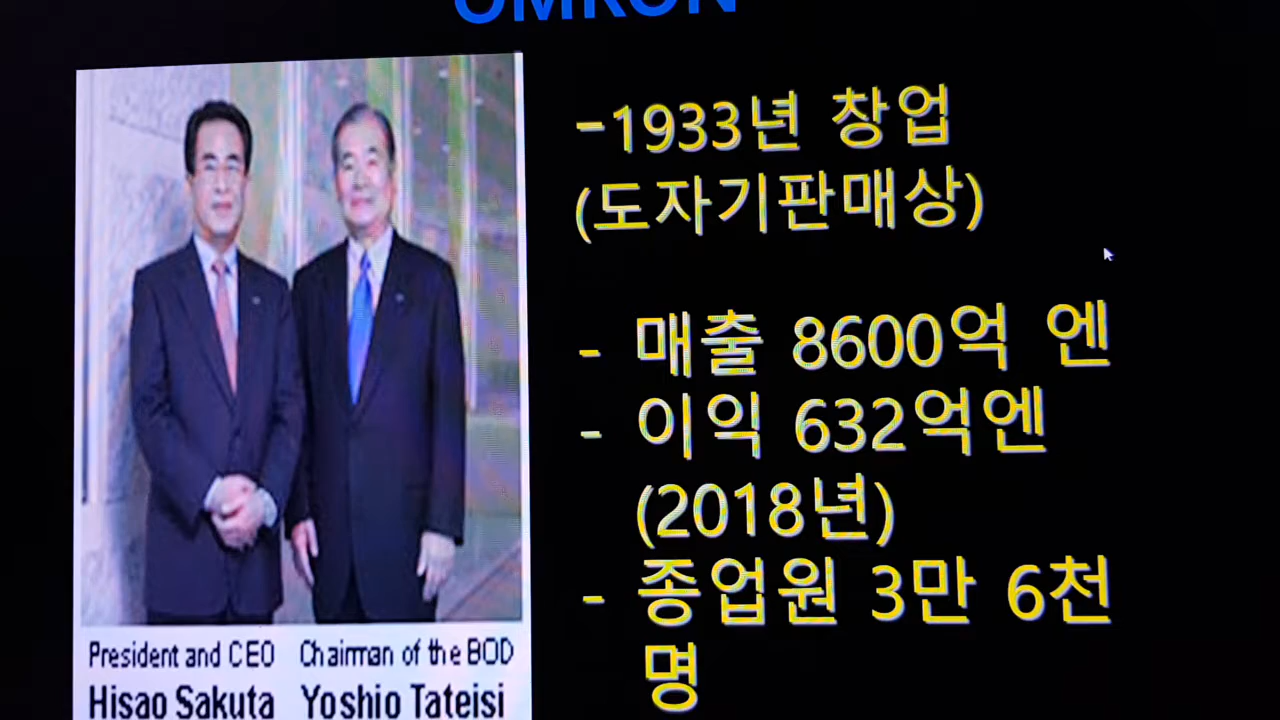 OMRON
-1933년 창업
(도자기판매상)
- 매출 8600억 엔
- 이익 632억엔
(2018년)
- 종업원 3만 6천
명
President and CEO Chairman of the BOD
Hisao Sakuta Yoshio Tateisi